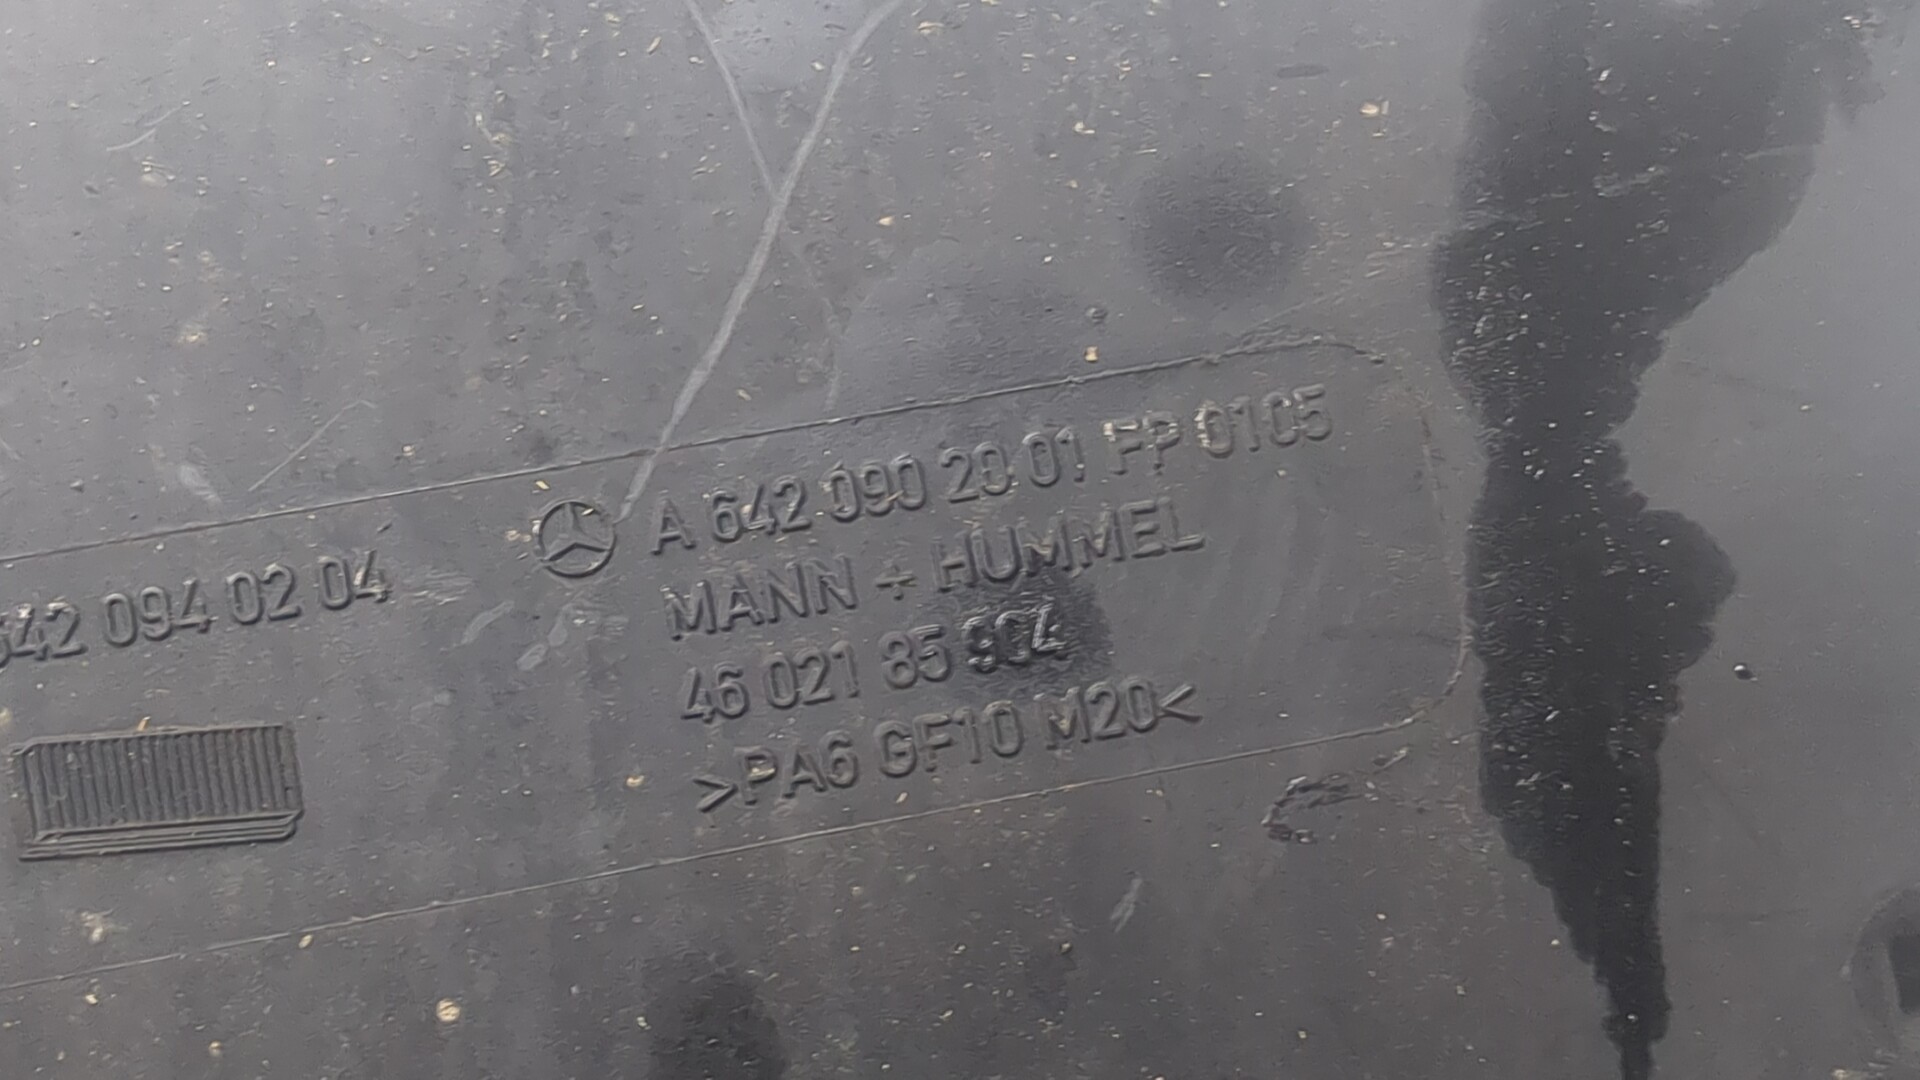 642 094 02 04
A 642 090 20 01 FP 0105
MANN + HUMMEL
46 021 85 904
>PA6 GF10 M20<